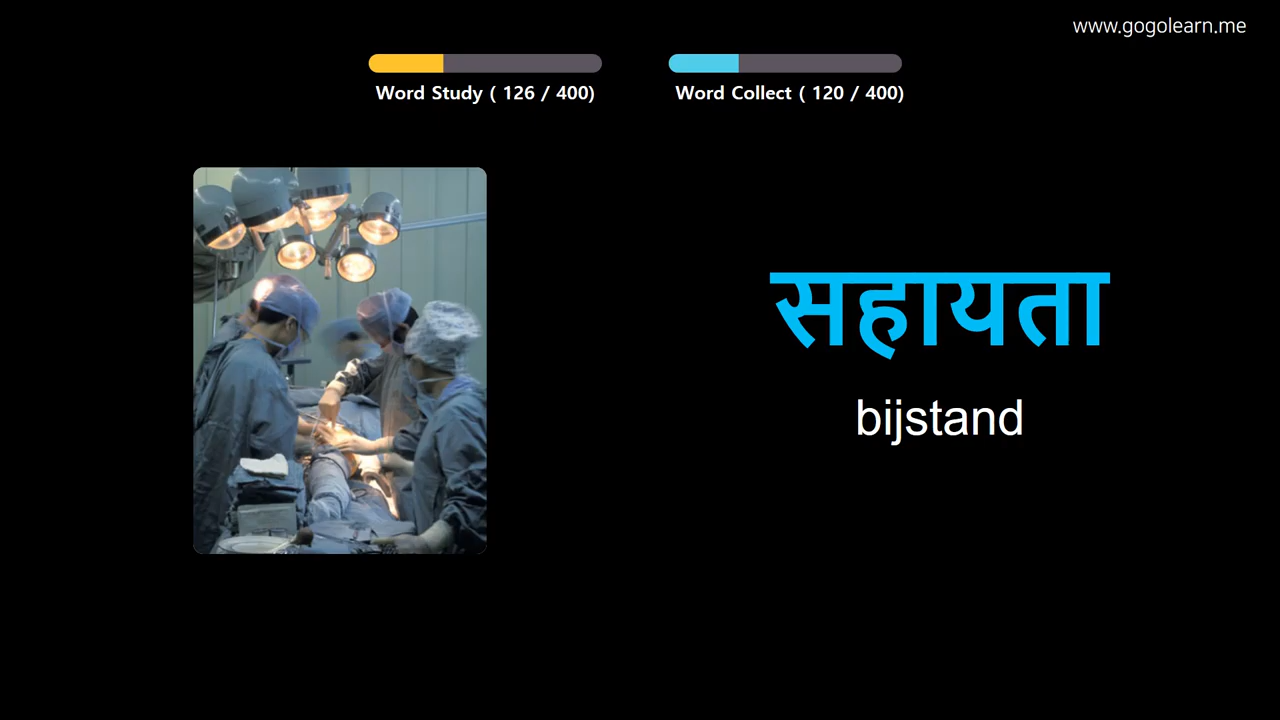 www.gogolearn.me
Word Study ( 126 / 400)
Word Collect ( 120 / 400)
सहायता
bijstand